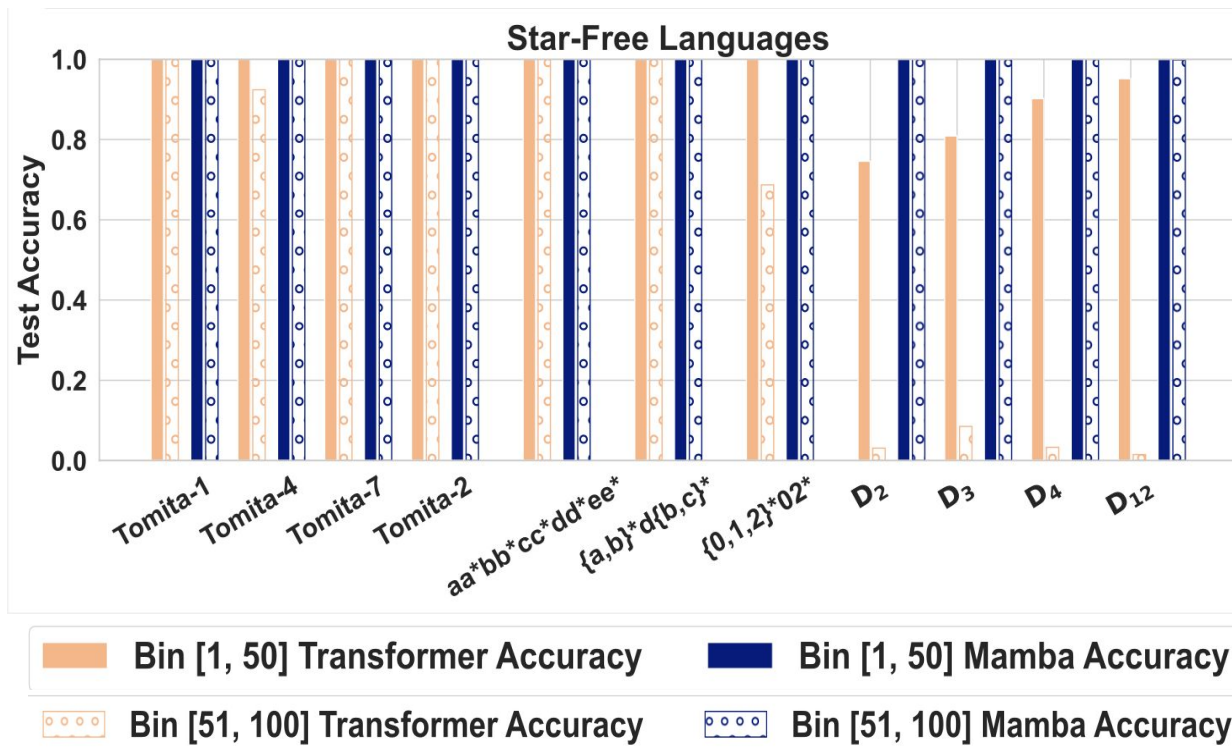 Star-Free Languages
Test Accuracy
1.0
0.8
0.6
0.4
0.2
0.0
Tomita-1
Tomita-4
Tomita-7
Tomita-2
aa*bb*cc*dd*ee*
{a,b}*d{b,c}*
{0,1,2}*02*
D₂
D₃
D₄
D₁₂
Bin [1, 50] Transformer Accuracy
Bin [1, 50] Mamba Accuracy
Bin [51, 100] Transformer Accuracy
Bin [51, 100] Mamba Accuracy